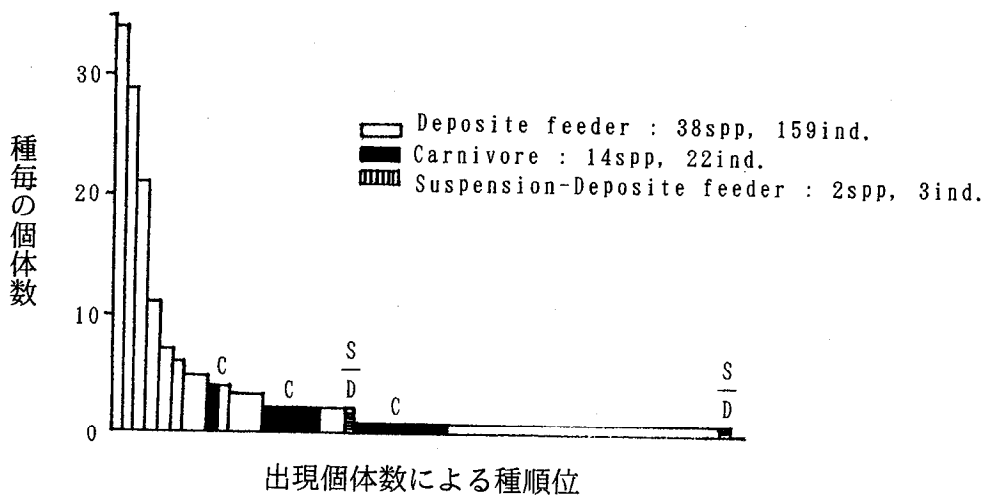 30
20
10
0
種毎の個体数
Deposite feeder : 38spp, 159ind.
Carnivore : 14spp, 22ind.
Suspension-Deposite feeder : 2spp, 3ind.
C
C
S
D
C
S
D
出現個体数による種順位